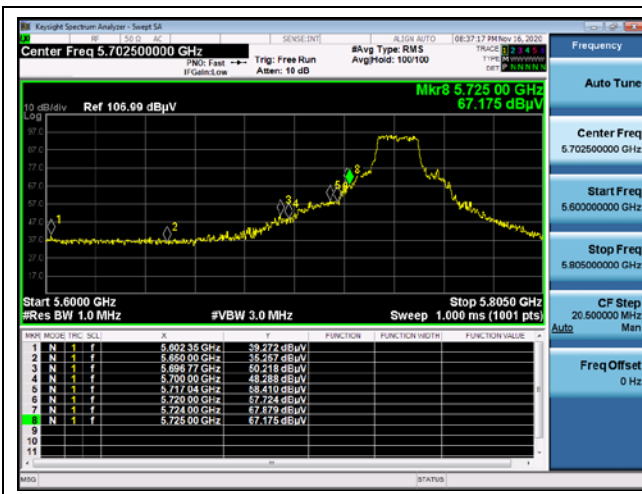 Keysight Spectrum Analyzer - Swept SA
RF 50 Ω AC SENSE:INT ALIGN AUTO 08:37:17 PM Nov 16, 2020
Center Freq 5.702500000 GHz
PNO: Fast
IFGain:Low
Trig: Free Run
Atten: 10 dB
#Avg Type: RMS
Avg|Hold: 100/100
TRACE 1 2 3 4 5 6
TYPE M WWWWW
DET P N N N N N
Mkr8 5.725 00 GHz
67.175 dBµV
10 dB/div Ref 106.99 dBµV
Log
97.0
87.0
77.0
67.0
57.0
47.0
37.0
27.0
17.0
1
2
3
4
5
8
Start 5.6000 GHz
Stop 5.8050 GHz
#Res BW 1.0 MHz
#VBW 3.0 MHz
Sweep 1.000 ms (1001 pts)
MKR MODE TRC SCL X Y FUNCTION FUNCTION WIDTH FUNCTION VALUE
1 N 1 f 5.602 35 GHz 39.272 dBµV
2 N 1 f 5.650 00 GHz 35.257 dBµV
3 N 1 f 5.696 77 GHz 50.218 dBµV
4 N 1 f 5.700 00 GHz 48.288 dBµV
5 N 1 f 5.717 04 GHz 58.410 dBµV
6 N 1 f 5.720 00 GHz 57.724 dBµV
7 N 1 f 5.724 00 GHz 67.879 dBµV
8 N 1 f 5.725 00 GHz 67.175 dBµV
9
10
11
MSG
STATUS
Frequency
Auto Tune
Center Freq
5.702500000 GHz
Start Freq
5.600000000 GHz
Stop Freq
5.805000000 GHz
CF Step
20.500000 MHz
Auto Man
Freq Offset
0 Hz